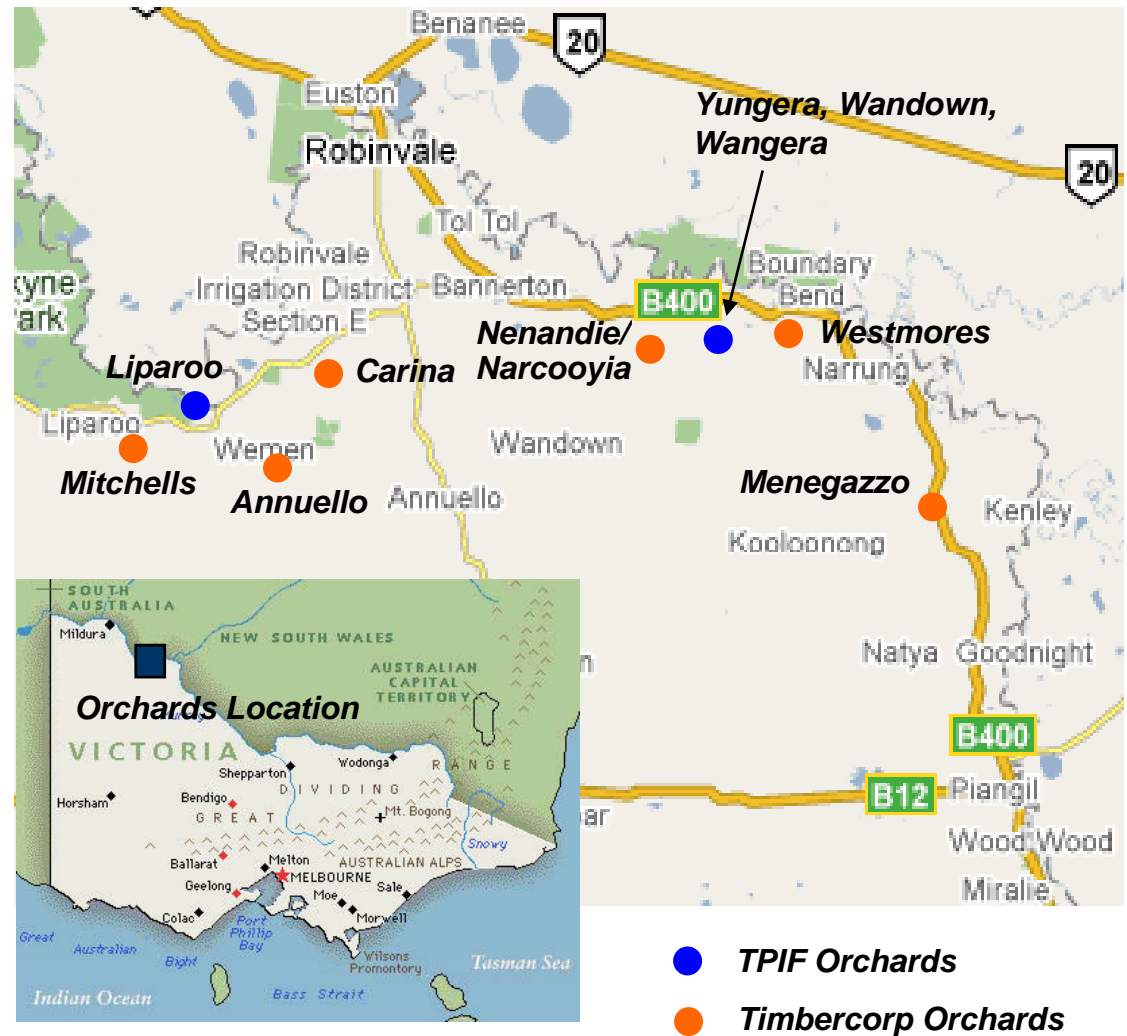 Benanee
20
Euston
Yungera, Wandown,
Wangera
Robinvale
20
Tol Tol
Robinvale
Irrigation District
Section E
Bannerton
Boundary
Bend
B400
kyne
ark
Nenandie/
Narcooyia
Westmores
Liparoo
Carina
Narrung
Liparoo
Wemen
Wandown
Mitchells
Annuello
Annuello
Menegazzo
Kenley
Kooloonong
Natya
Goodnight
B400
B12
Piangil
ar
Wood Wood
Miralie
n
SOUTH
AUSTRALIA
Mildura
NEW SOUTH WALES
AUSTRALIAN
CAPITAL
TERRITORY
Orchards Location
VICTORIA
Shepparton
Wodonga
RANGE
DIVIDING
Horsham
Bendigo
GREAT
Mt. Bogong
Snowy
Ballarat
Melton
AUSTRALIAN ALPS
MELBOURNE
Geelong
Moe
Sale
Morwell
Colac
Port
Phillip
Bay
Great
Australian
Bight
Wilsons
Promontory
Tasman Sea
Indian Ocean
Bass Strait
TPIF Orchards
Timbercorp Orchards